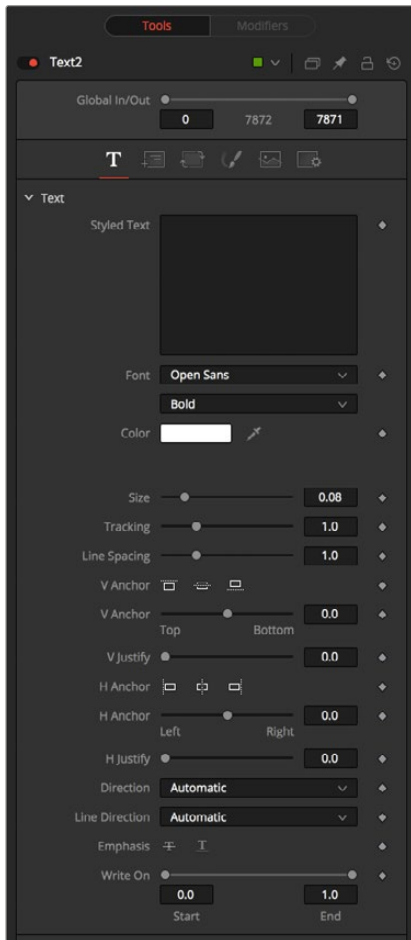 Tools Modifiers
Text2
Global In/Out
0 7872 7871
T
Text
Styled Text
Font Open Sans
Bold
Color
Size 0.08
Tracking 1.0
Line Spacing 1.0
V Anchor
V Anchor 0.0
Top Bottom
V Justify 0.0
H Anchor
H Anchor 0.0
Left Right
H Justify 0.0
Direction Automatic
Line Direction Automatic
Emphasis T T
Write On
0.0 1.0
Start End